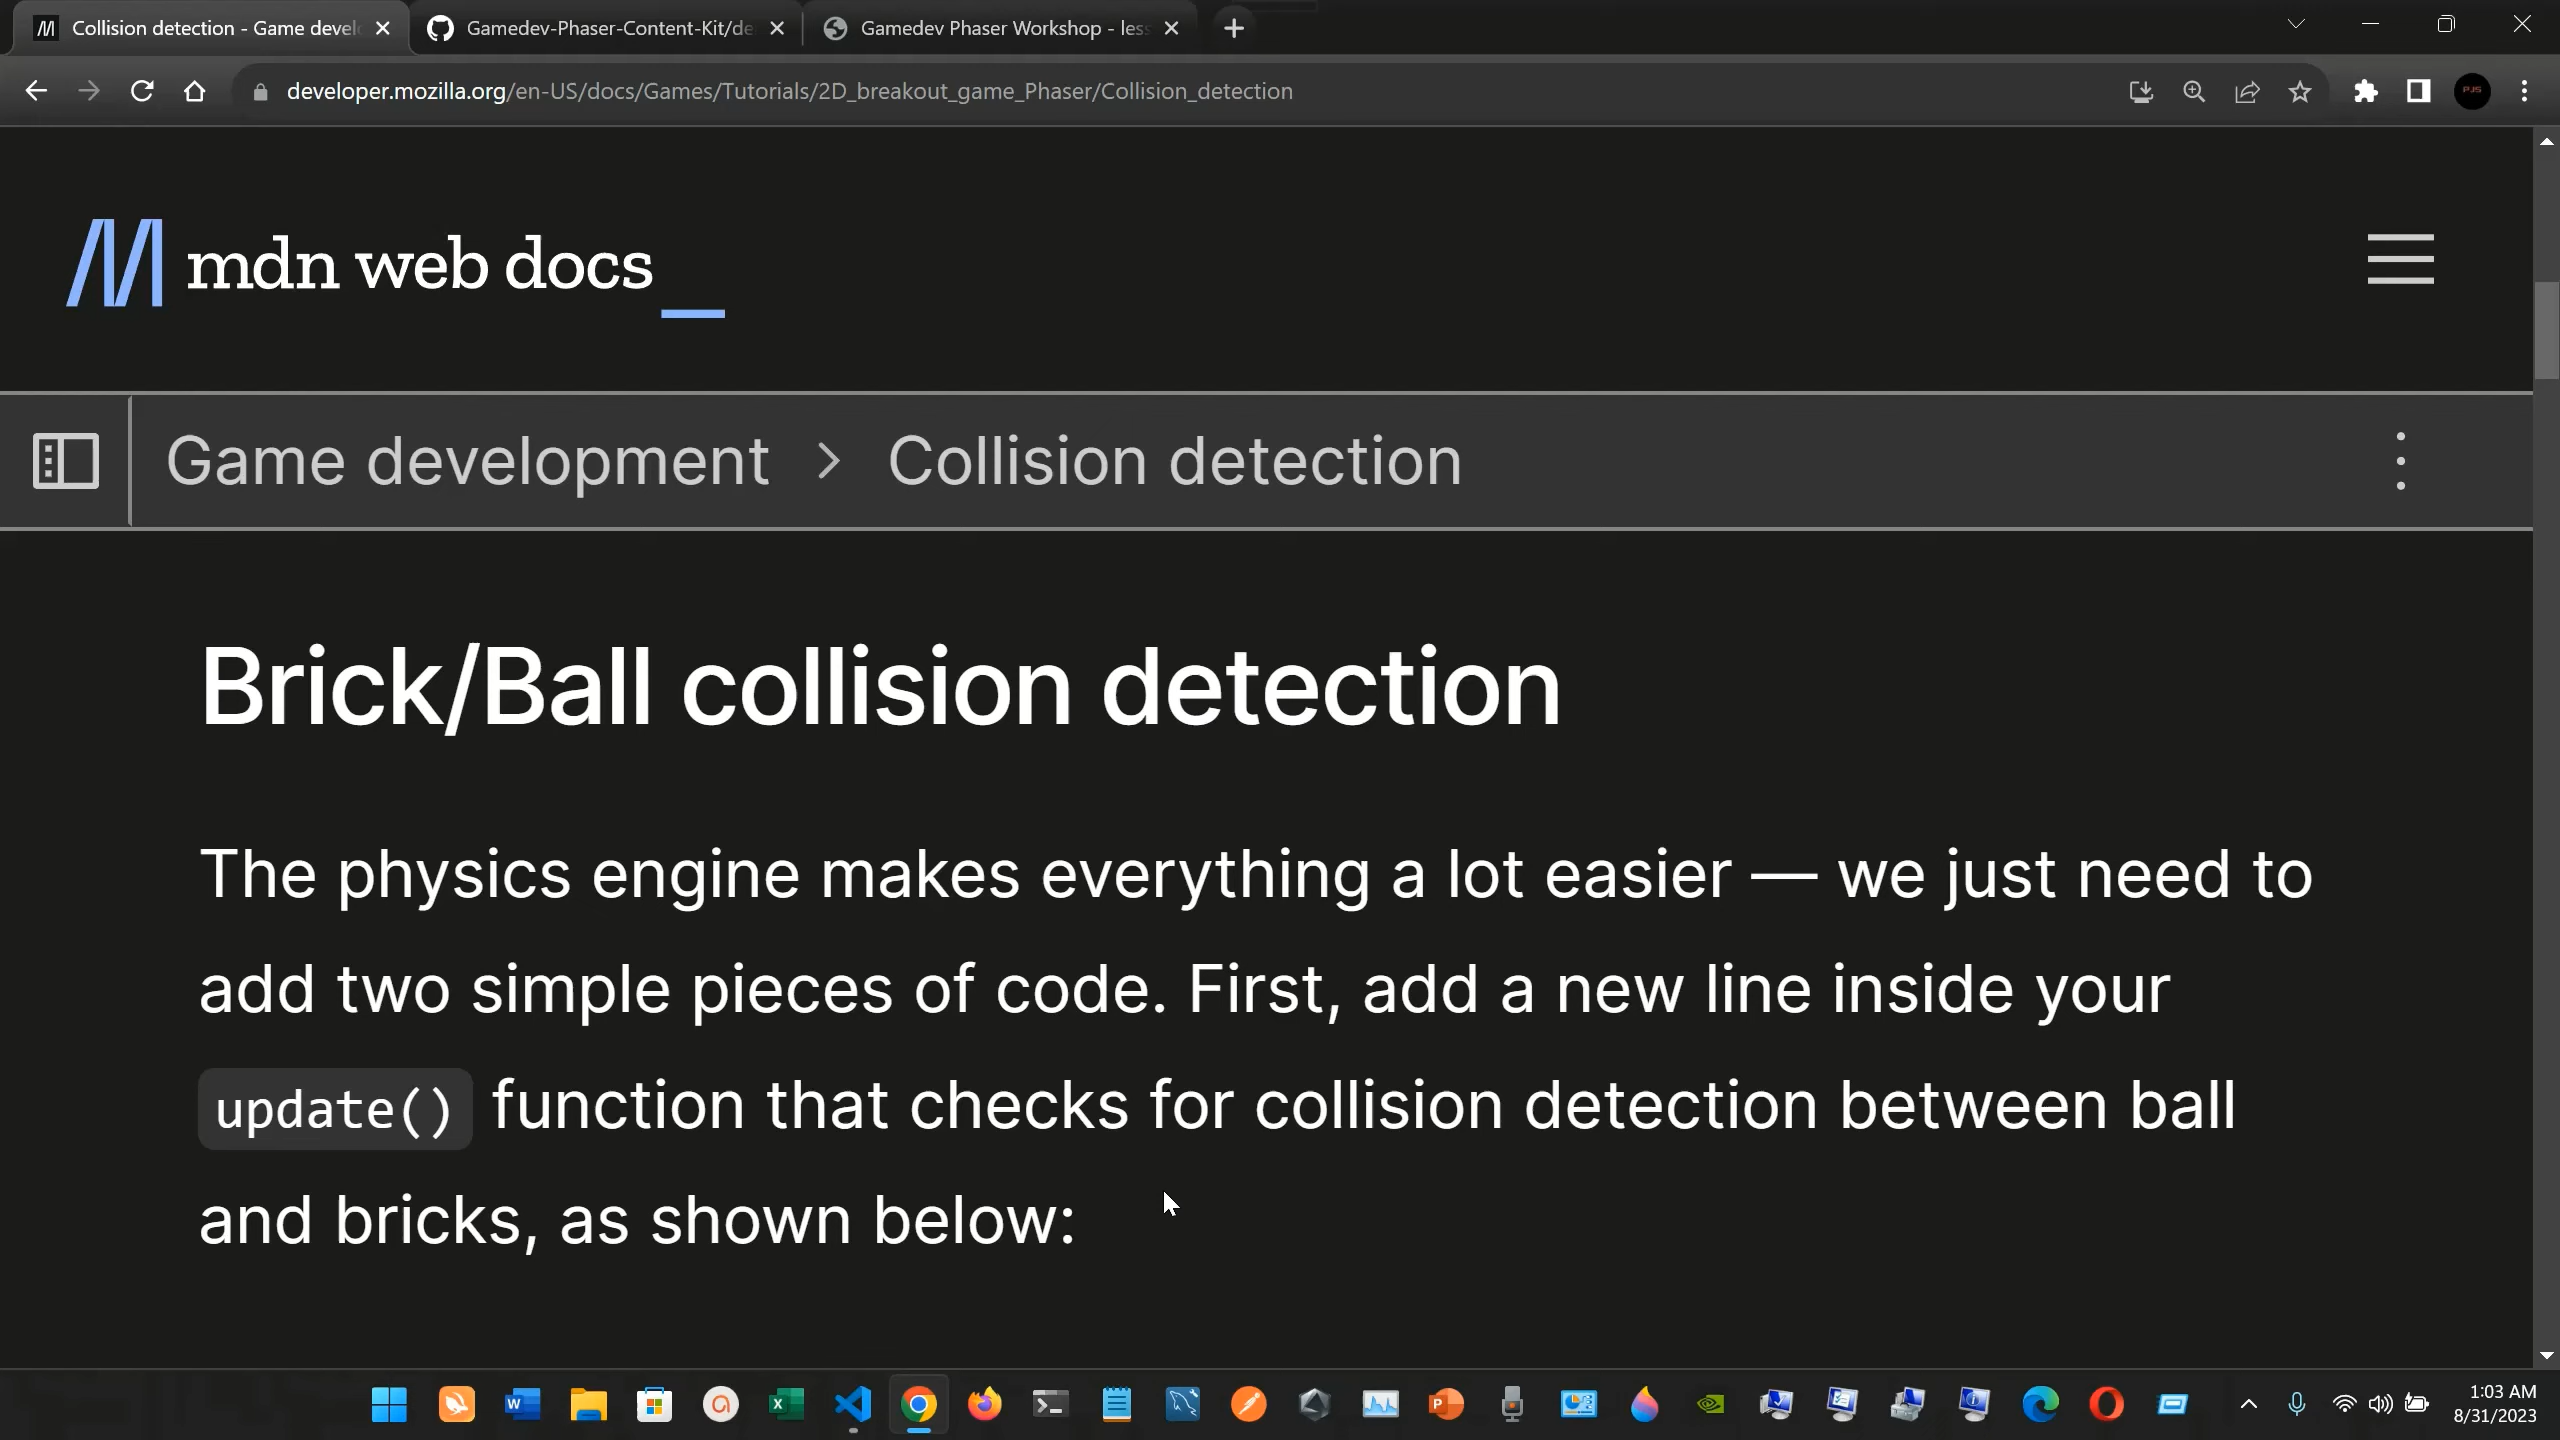 Collision detection - Game devel
Gamedev-Phaser-Content-Kit/de
Gamedev Phaser Workshop - les
developer.mozilla.org/en-US/docs/Games/Tutorials/2D_breakout_game_Phaser/Collision_detection
PJS
mdn web docs_
Game development > Collision detection
Brick/Ball collision detection
The physics engine makes everything a lot easier — we just need to
add two simple pieces of code. First, add a new line inside your
update() function that checks for collision detection between ball
and bricks, as shown below:
1:03 AM
8/31/2023